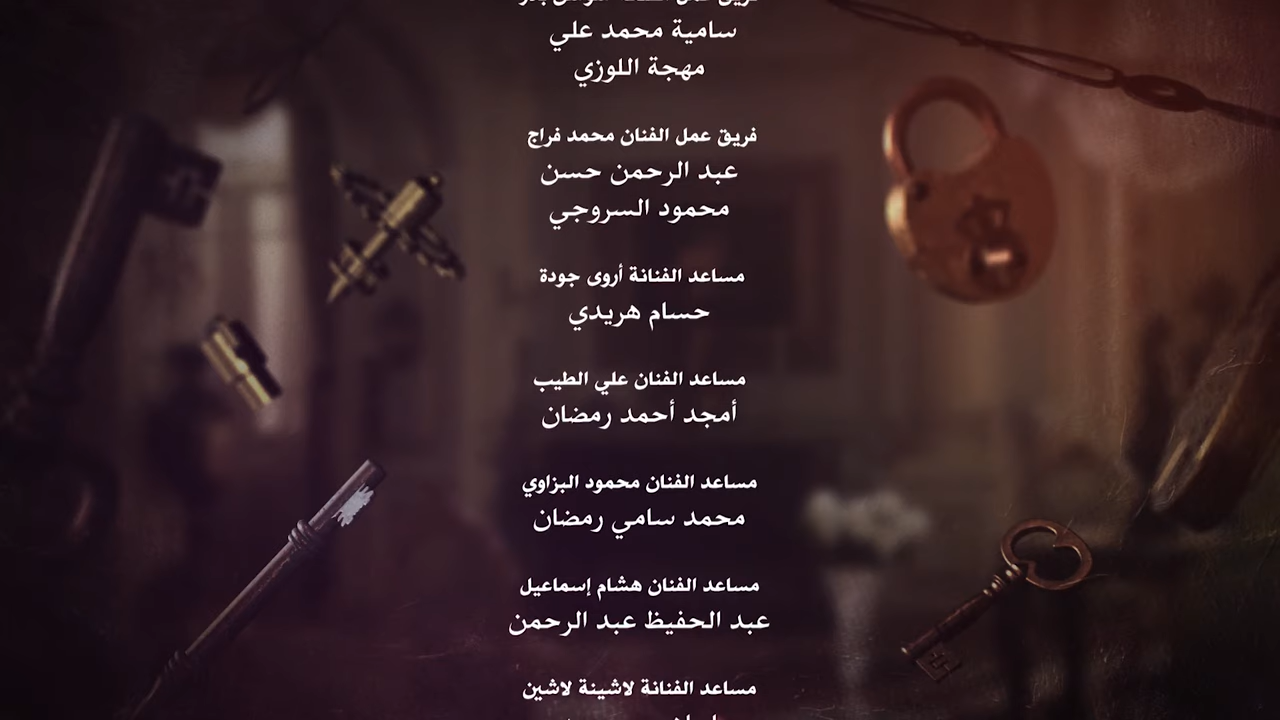 سامية محمد علي
مهجة اللوزي
فريق عمل الفنان محمد فراج
عبد الرحمن حسن
محمود السروجي
مساعد الفنانة أروى جودة
حسام هريدي
مساعد الفنان علي الطيب
أمجد أحمد رمضان
مساعد الفنان محمود البزاوي
محمد سامي رمضان
مساعد الفنان هشام إسماعيل
عبد الحفيظ عبد الرحمن
مساعد الفنانة لاشينة لاشين